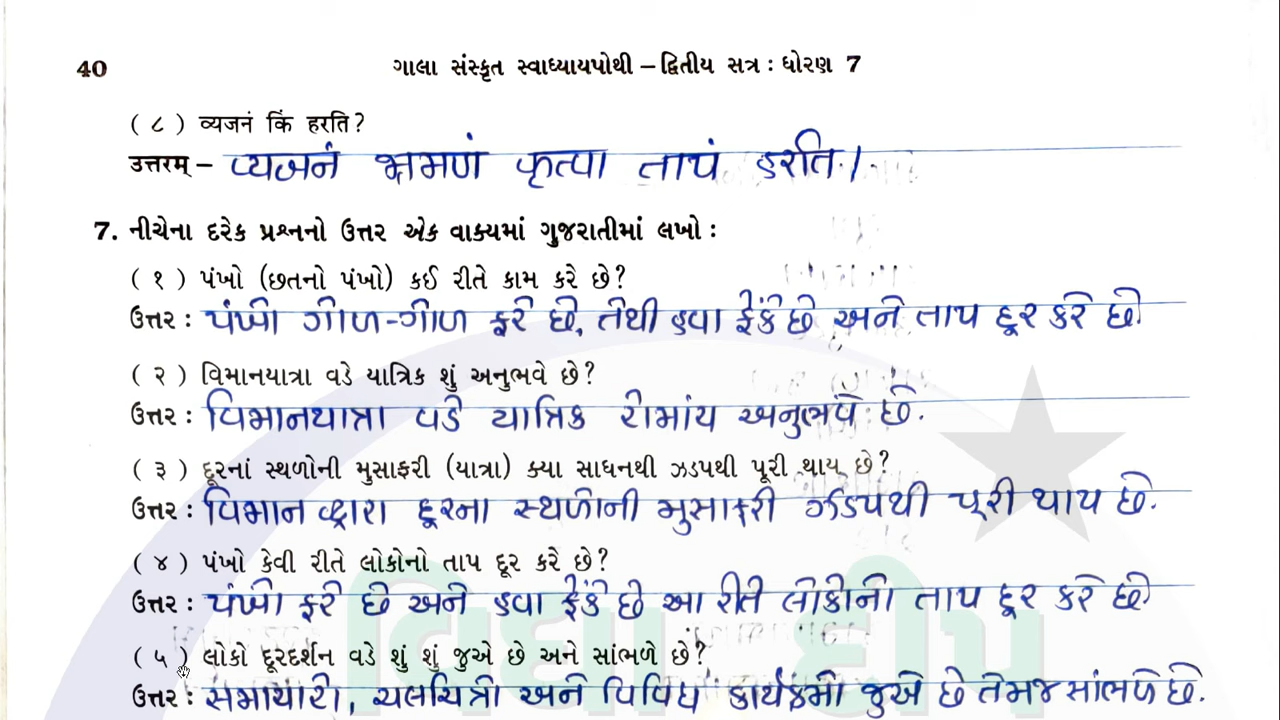 40 ગાલા સંસ્કૃત સ્વાધ્યાયપોથી – દ્વિતીય સત્ર : ધોરણ 7
( ૮ ) વ્યજનં કિં હરતિ?
उत्तरम् – વ્યજનં ભ્રમણં કૃત્વા તાપં હરતિ ।
7. નીચેના દરેક પ્રશ્નનો ઉત્તર એક વાક્યમાં ગુજરાતીમાં લખો :
( ૧ ) પંખો (છતનો પંખો) કઈ રીતે કામ કરે છે?
ઉત્તર : પંખો ગોળ-ગોળ ફરે છે, તેથી હવા ફેંકે છે અને તાપ દૂર કરે છે.
( ૨ ) વિમાનયાત્રા વડે યાત્રિક શું અનુભવે છે?
ઉત્તર : વિમાનયાત્રા વડે યાત્રિક રોમાંચ અનુભવે છે.
( ૩ ) દૂરનાં સ્થળોની મુસાફરી (યાત્રા) ક્યા સાધનથી ઝડપથી પૂરી થાય છે?
ઉત્તર : વિમાન દ્વારા દૂરના સ્થળોની મુસાફરી ઝડપથી પૂરી થાય છે.
( ૪ ) પંખો કેવી રીતે લોકોનો તાપ દૂર કરે છે?
ઉત્તર : પંખો ફરે છે અને હવા ફેંકે છે આ રીતે લોકોનો તાપ દૂર કરે છે.
વિદ્યા દીપ
( ૫ ) લોકો દૂરદર્શન વડે શું શું જુએ છે અને સાંભળે છે?
ઉત્તર : સમાચારો, ચલચિત્રો અને વિવિધ કાર્યક્રમો જુએ છે તેમજ સાંભળે છે.